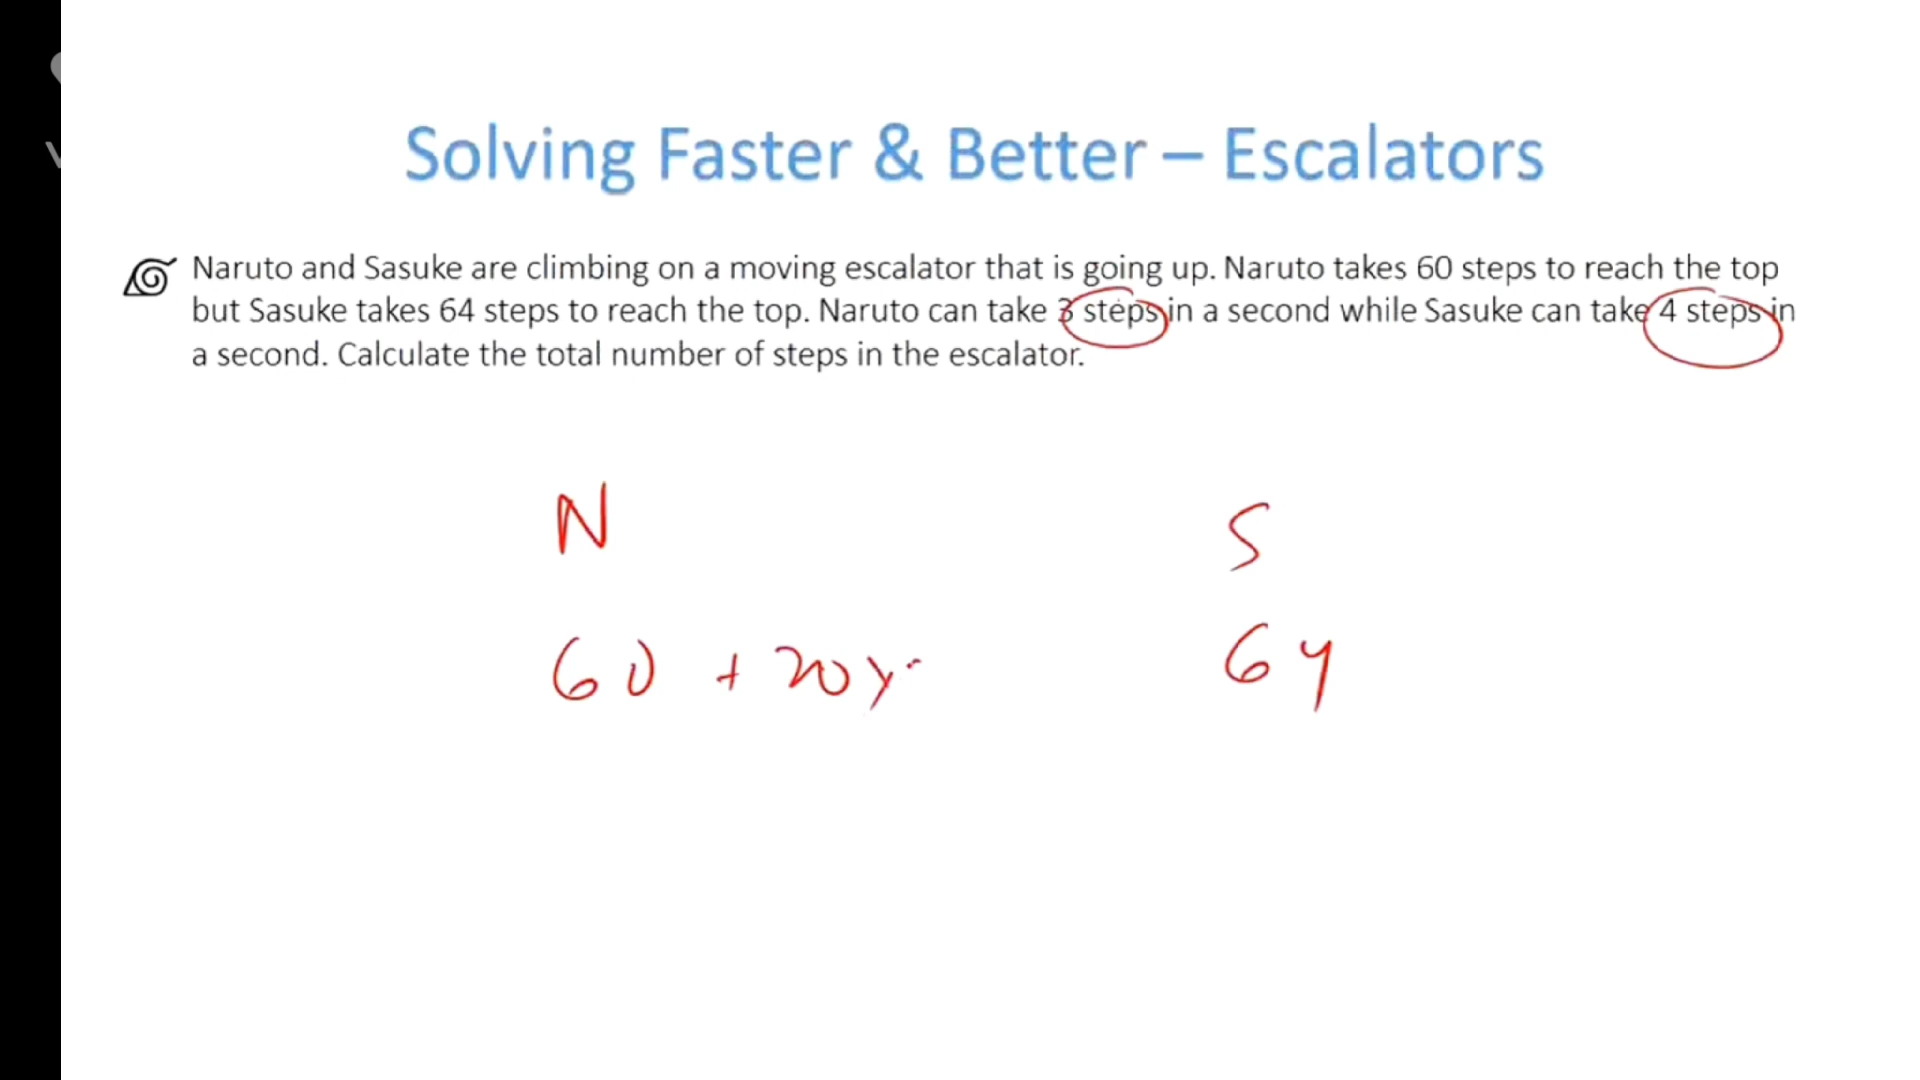 Solving Faster & Better – Escalators
Naruto and Sasuke are climbing on a moving escalator that is going up. Naruto takes 60 steps to reach the top
but Sasuke takes 64 steps to reach the top. Naruto can take 3 steps in a second while Sasuke can take 4 steps in
a second. Calculate the total number of steps in the escalator.
N S
60 + 20x 64